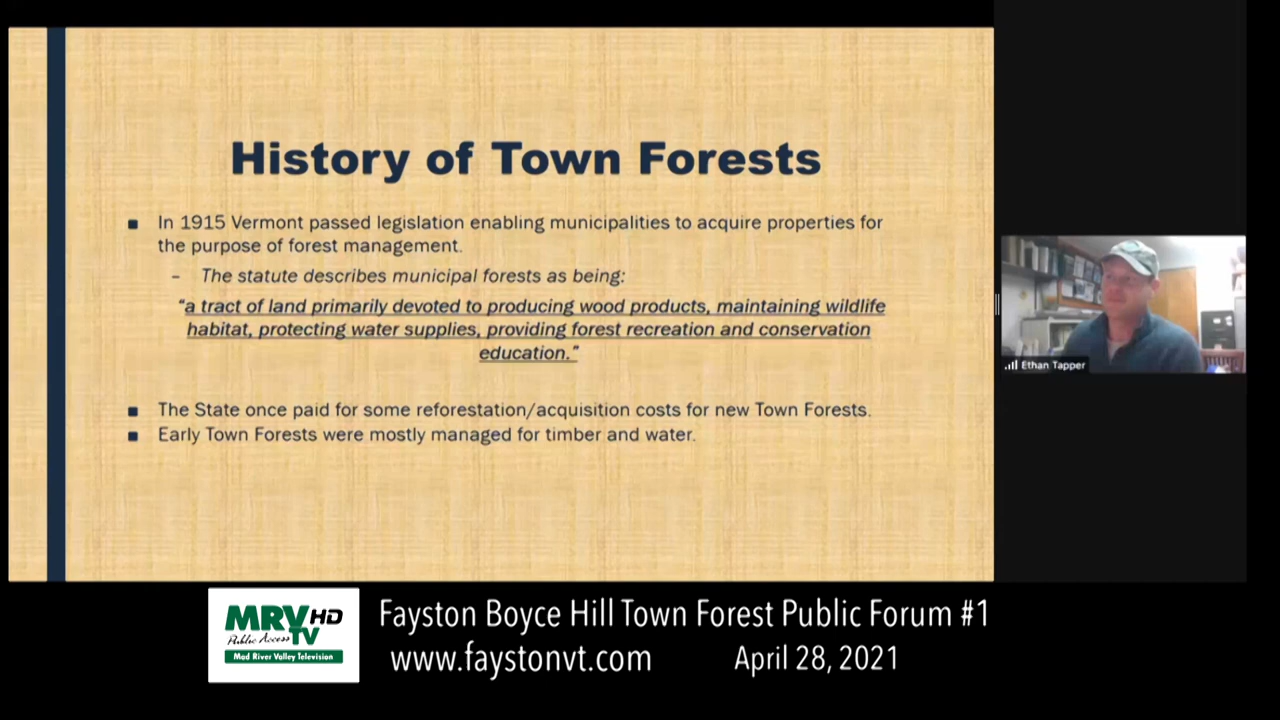 History of Town Forests
■ In 1915 Vermont passed legislation enabling municipalities to acquire properties for
the purpose of forest management.
– The statute describes municipal forests as being:
“a tract of land primarily devoted to producing wood products, maintaining wildlife
habitat, protecting water supplies, providing forest recreation and conservation
education.”
■ The State once paid for some reforestation/acquisition costs for new Town Forests.
■ Early Town Forests were mostly managed for timber and water.
Ethan Tapper
MRV HD
Public Access TV
Mad River Valley Television
Fayston Boyce Hill Town Forest Public Forum #1
www.faystonvt.com April 28, 2021